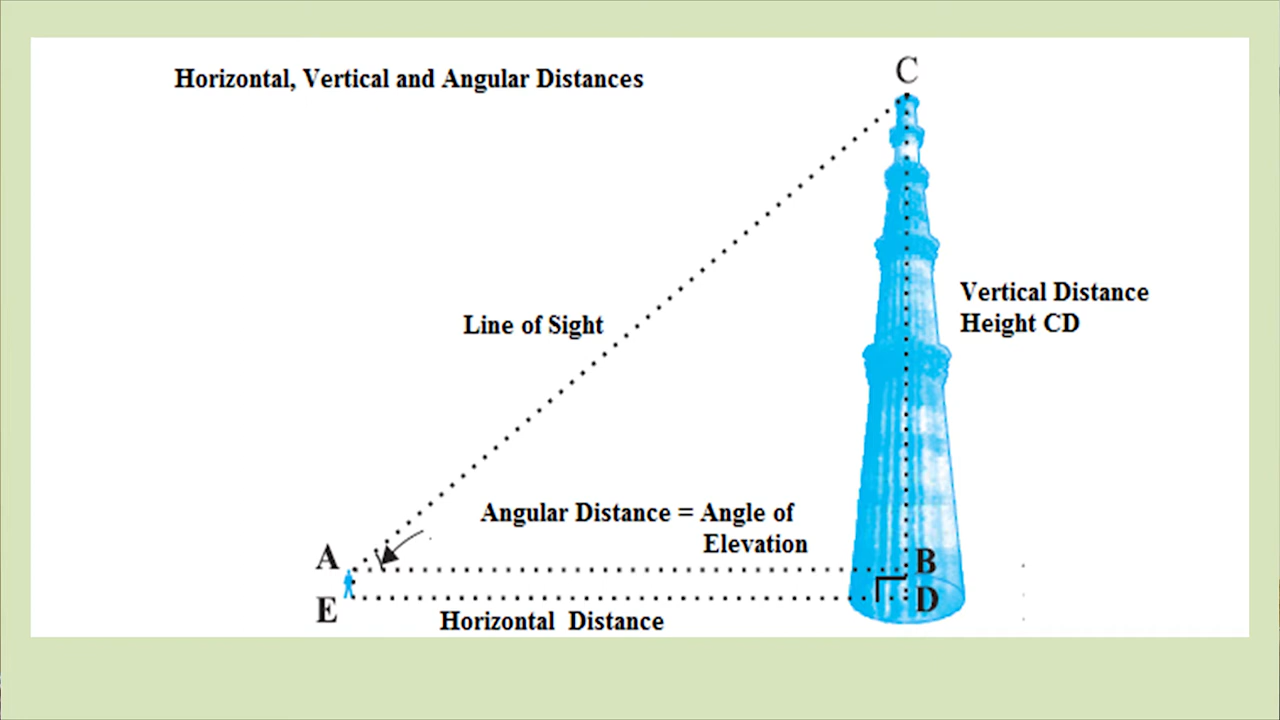 Horizontal, Vertical and Angular Distances
C
Vertical Distance
Height CD
Line of Sight
Angular Distance = Angle of
Elevation
A
B
E
D
Horizontal Distance